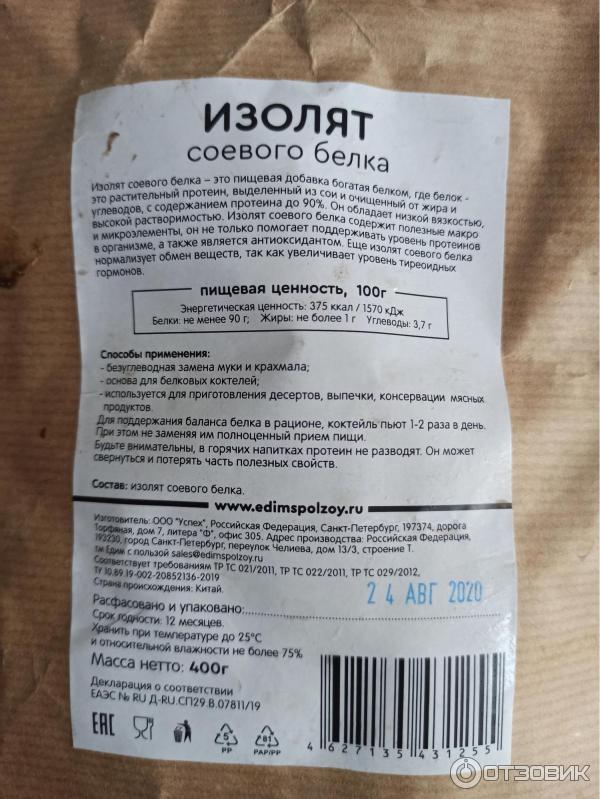 ИЗОЛЯТ
соевого белка
Изолят соевого белка – это пищевая добавка богатая белком, где белок -
это растительный протеин, выделенный из сои и очищенный от жира и
углеводов, с содержанием протеина до 90%. Он обладает низкой вязкостью,
высокой растворимостью. Изолят соевого белка содержит полезные макро
и микроэлементы, он не только помогает поддерживать уровень протеинов
в организме, а также является антиоксидантом. Еще изолят соевого белка
нормализует обмен веществ, так как увеличивает уровень тиреоидных
гормонов.
пищевая ценность, 100г
Энергетическая ценность: 375 ккал / 1570 кДж
Белки: не менее 90 г; Жиры: не более 1 г Углеводы: 3,7 г
Способы применения:
- безуглеводная замена муки и крахмала;
- основа для белковых коктелей;
- используется для приготовления десертов, выпечки, консервации мясных
продуктов.
Для поддержания баланса белка в рационе, коктейль пьют 1-2 раза в день.
При этом не заменяя им полноценный прием пищи.
Будьте внимательны, в горячих напитках протеин не разводят. Он может
свернуться и потерять часть полезных свойств.
Состав: изолят соевого белка.
www.edimspolzoy.ru
Изготовитель: ООО "Успех", Российская Федерация, Санкт-Петербург, 197374, дорога
Торфяная, дом 7, литера "Ф", офис 305. Адрес производства: Российская Федерация,
193230, город Санкт-Петербург, переулок Челиева, дом 13/3, строение Т.
тм Едим с пользой sales@edimspolzoy.ru
Соответствует требованиям ТР ТС 021/2011, ТР ТС 022/2011, ТР ТС 029/2012,
ТУ 10.89.19-002-20852136-2019
Страна происхождения: Китай.
24 АВГ 2020
Расфасовано и упаковано:
Срок годности: 12 месяцев.
Хранить при температуре до 25°С
и относительной влажности не более 75%
Масса нетто: 400г
Декларация о соответствии
ЕАЭС № RU Д-RU.СП29.В.07811/19
EAC
5
PP
81
PAP/PP
4 627135 431255
ОТЗОВИК